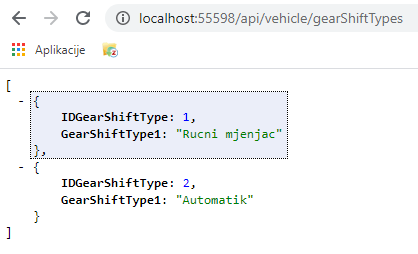 localhost:55598/api/vehicle/gearShiftTypes
Aplikacije
[
- {
IDGearShiftType: 1,
GearShiftType1: "Rucni mjenjac"
},
- {
IDGearShiftType: 2,
GearShiftType1: "Automatik"
}
]